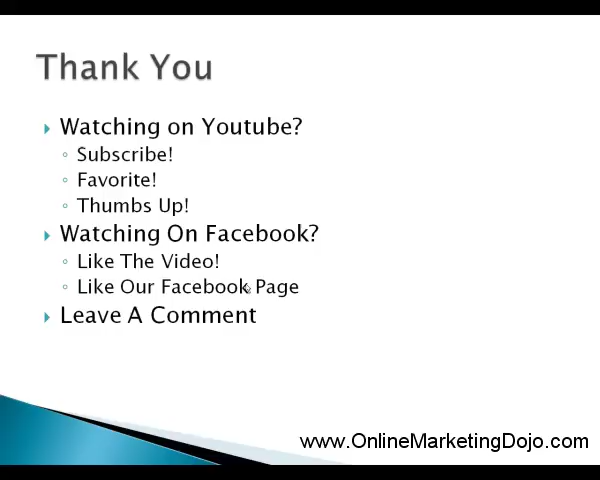 Thank You
Watching on Youtube?
Subscribe!
Favorite!
Thumbs Up!
Watching On Facebook?
Like The Video!
Like Our Facebook Page
Leave A Comment
www.OnlineMarketingDojo.com